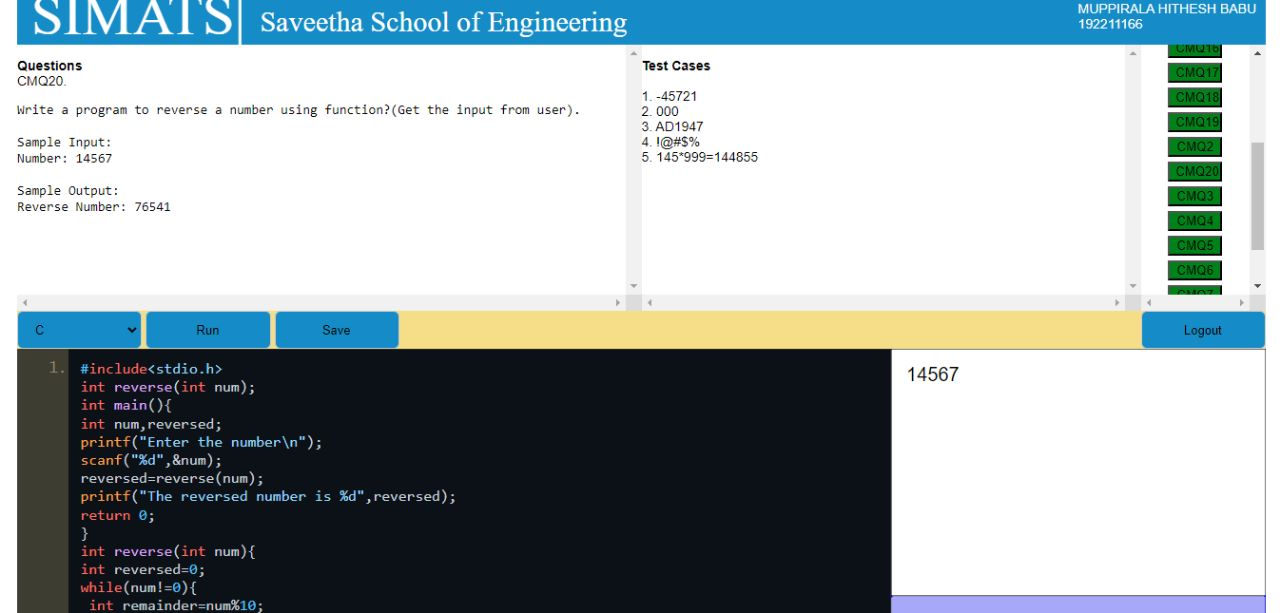 SIMATS
Saveetha School of Engineering
MUPPIRALA HITHESH BABU
192211166
Questions
CMQ20.
Write a program to reverse a number using function?(Get the input from user).
Sample Input:
Number: 14567
Sample Output:
Reverse Number: 76541
Test Cases
1. -45721
2. 000
3. AD1947
4. !@#$%
5. 145*999=144855
CMQ16
CMQ17
CMQ18
CMQ19
CMQ2
CMQ20
CMQ3
CMQ4
CMQ5
CMQ6
CMQ7
C
Run
Save
Logout
1.
#include<stdio.h>
int reverse(int num);
int main(){
int num,reversed;
printf("Enter the number\n");
scanf("%d",&num);
reversed=reverse(num);
printf("The reversed number is %d",reversed);
return 0;
}
int reverse(int num){
int reversed=0;
while(num!=0){
int remainder=num%10;
14567